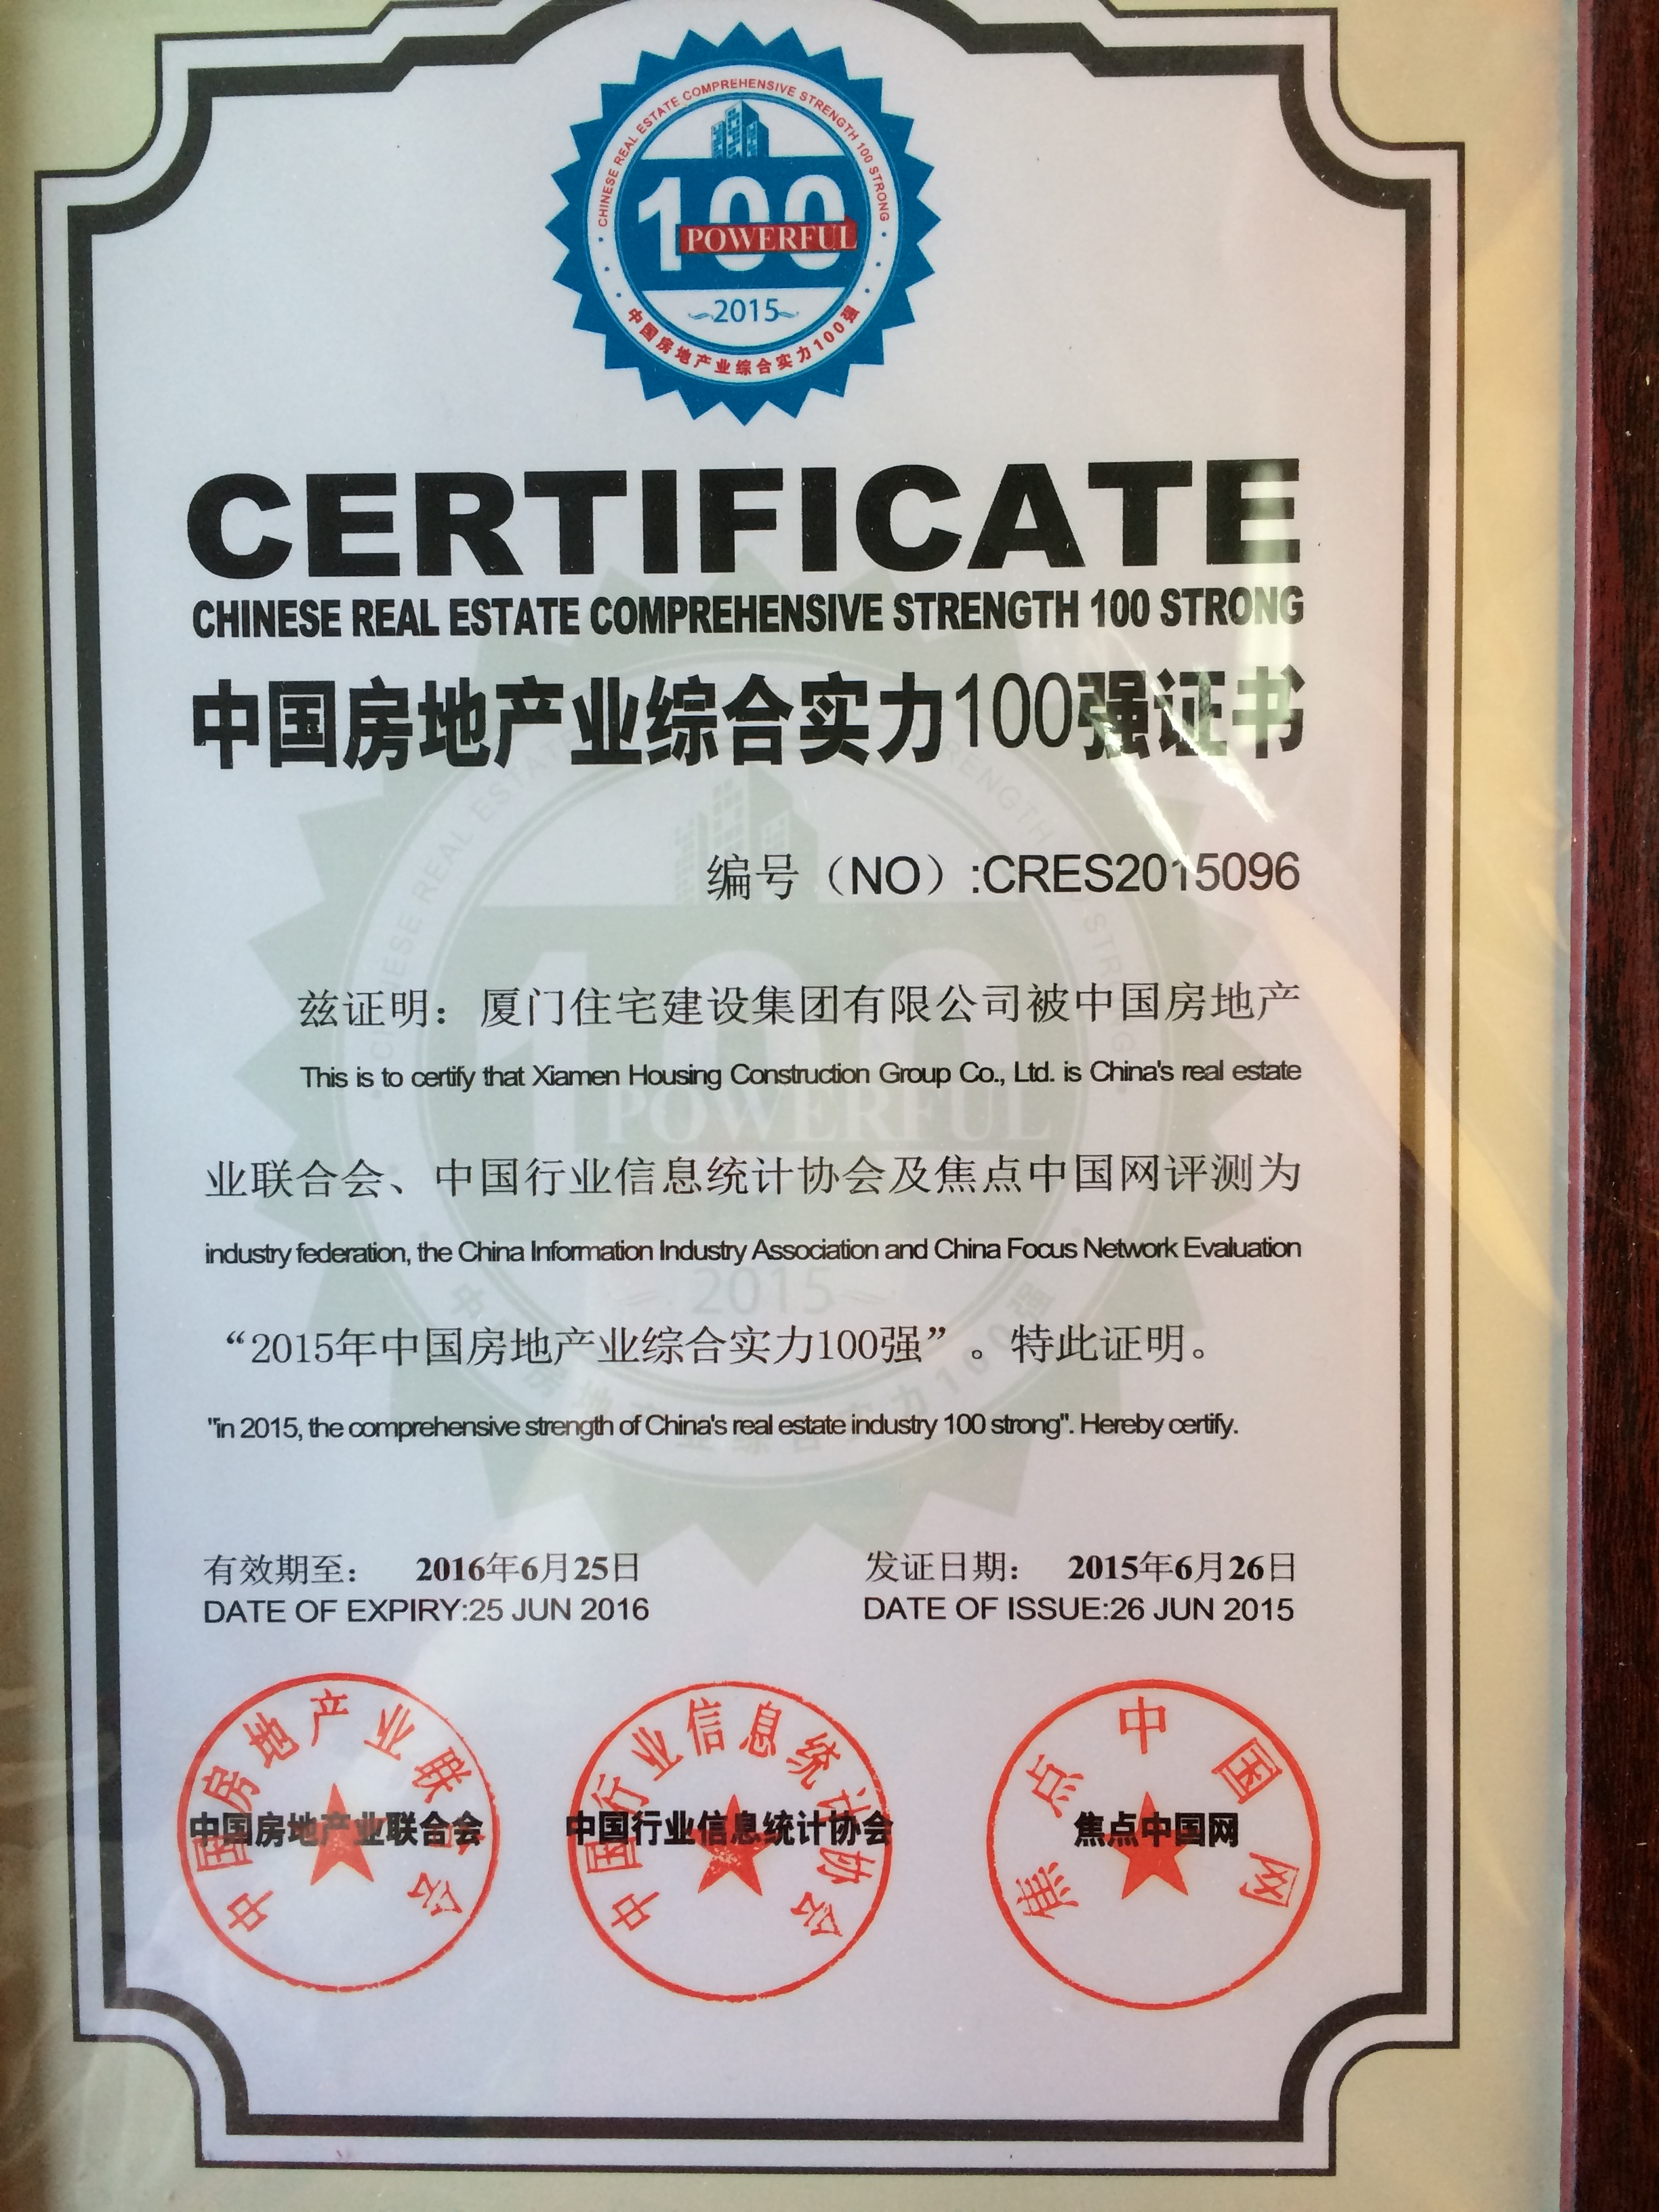 CHINESE REAL ESTATE COMPREHENSIVE STRENGTH 100 STRONG
100
POWERFUL
2015
中国房地产业综合实力100强
CERTIFICATE
CHINESE REAL ESTATE COMPREHENSIVE STRENGTH 100 STRONG
中国房地产业综合实力100强证书
编号（NO）:CRES2015096
兹证明：厦门住宅建设集团有限公司被中国房地产
This is to certify that Xiamen Housing Construction Group Co., Ltd. is China's real estate
业联合会、中国行业信息统计协会及焦点中国网评测为
industry federation, the China Information Industry Association and China Focus Network Evaluation
“2015年中国房地产业综合实力100强”。特此证明。
"in 2015, the comprehensive strength of China's real estate industry 100 strong". Hereby certify.
有效期至： 2016年6月25日
DATE OF EXPIRY:25 JUN 2016
发证日期： 2015年6月26日
DATE OF ISSUE:26 JUN 2015
中国房地产业联合会
中国房地产业联合会
中国行业信息统计协会
中国行业信息统计协会
焦点中国网
焦点中国网